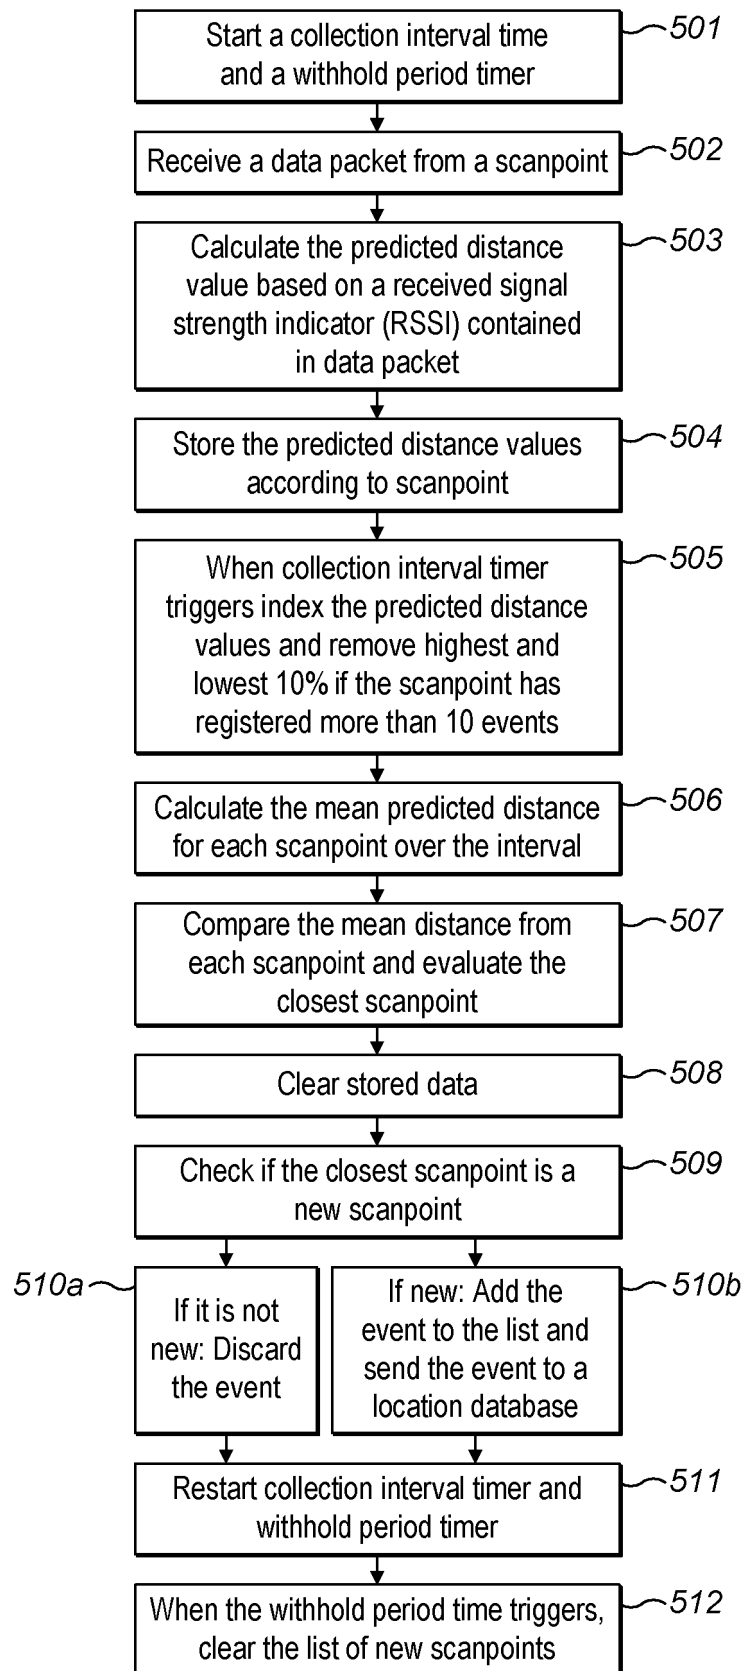 Start a collection interval time
and a withhold period timer
501
Receive a data packet from a scanpoint
502
Calculate the predicted distance
value based on a received signal
strength indicator (RSSI) contained
in data packet
503
Store the predicted distance values
according to scanpoint
504
When collection interval timer
triggers index the predicted distance
values and remove highest and
lowest 10% if the scanpoint has
registered more than 10 events
505
Calculate the mean predicted distance
for each scanpoint over the interval
506
Compare the mean distance from
each scanpoint and evaluate the
closest scanpoint
507
Clear stored data
508
Check if the closest scanpoint is a
new scanpoint
509
510a
If it is not
new: Discard
the event
If new: Add the
event to the list and
send the event to a
location database
510b
Restart collection interval timer and
withhold period timer
511
When the withhold period time triggers,
clear the list of new scanpoints
512